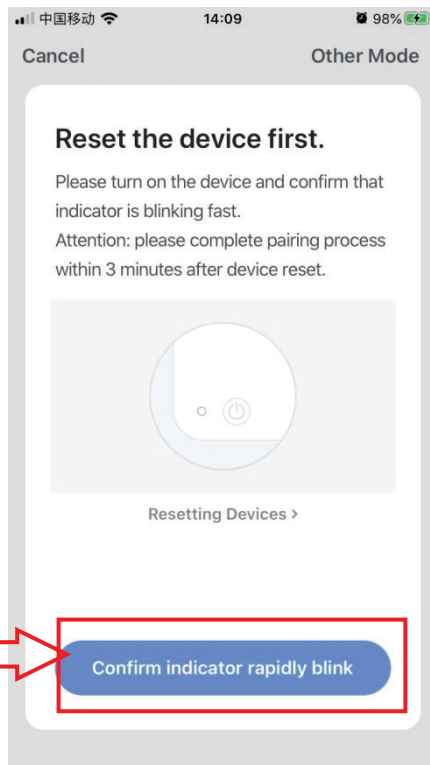 中国移动 14:09 98%
Cancel Other Mode
Reset the device first.
Please turn on the device and confirm that
indicator is blinking fast.
Attention: please complete pairing process
within 3 minutes after device reset.
Resetting Devices >
Confirm indicator rapidly blink